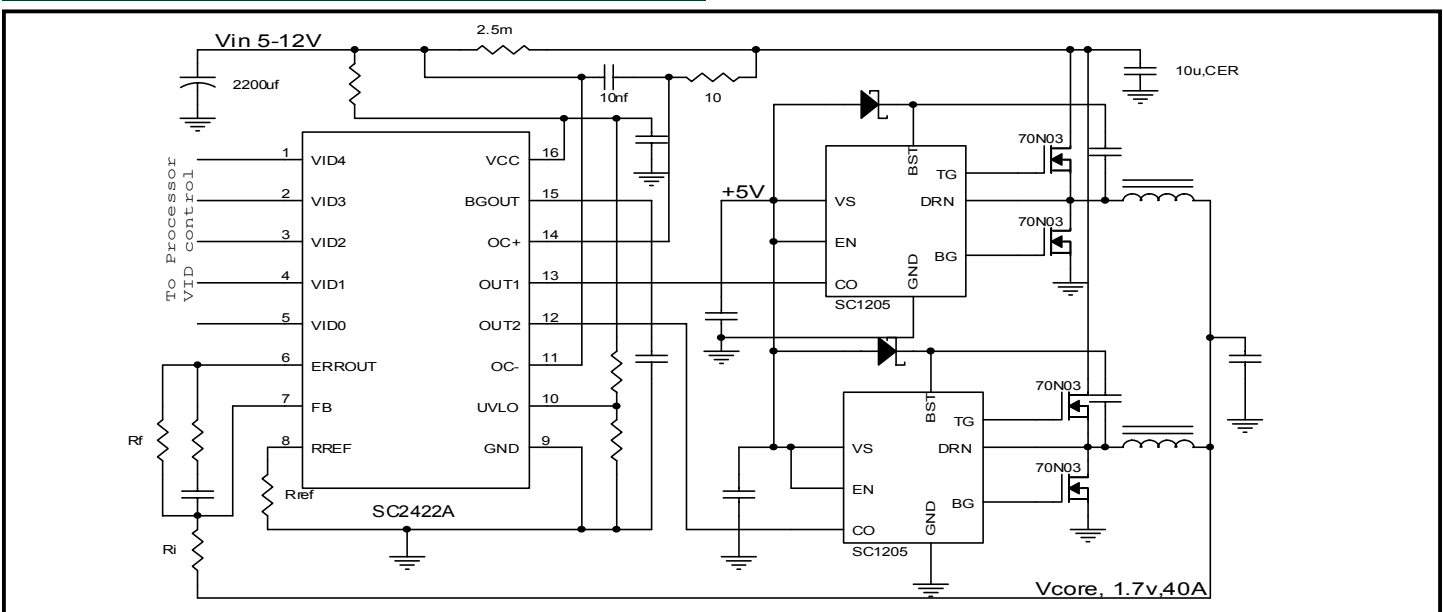 Vin 5-12V
2.5m
2200uf
10nf
10
10u,CER
To Processor
VID control
1
VID4
2
VID3
3
VID2
4
VID1
5
VID0
6
ERROUT
7
FB
8
RREF
VCC
16
BGOUT
15
OC+
14
OUT1
13
OUT2
12
OC-
11
UVLO
10
GND
9
SC2422A
Rf
Ri
Rref
+5V
VS
EN
CO
BST
GND
TG
DRN
BG
SC1205
70N03
70N03
VS
EN
CO
BST
GND
TG
DRN
BG
SC1205
70N03
70N03
Vcore, 1.7v,40A